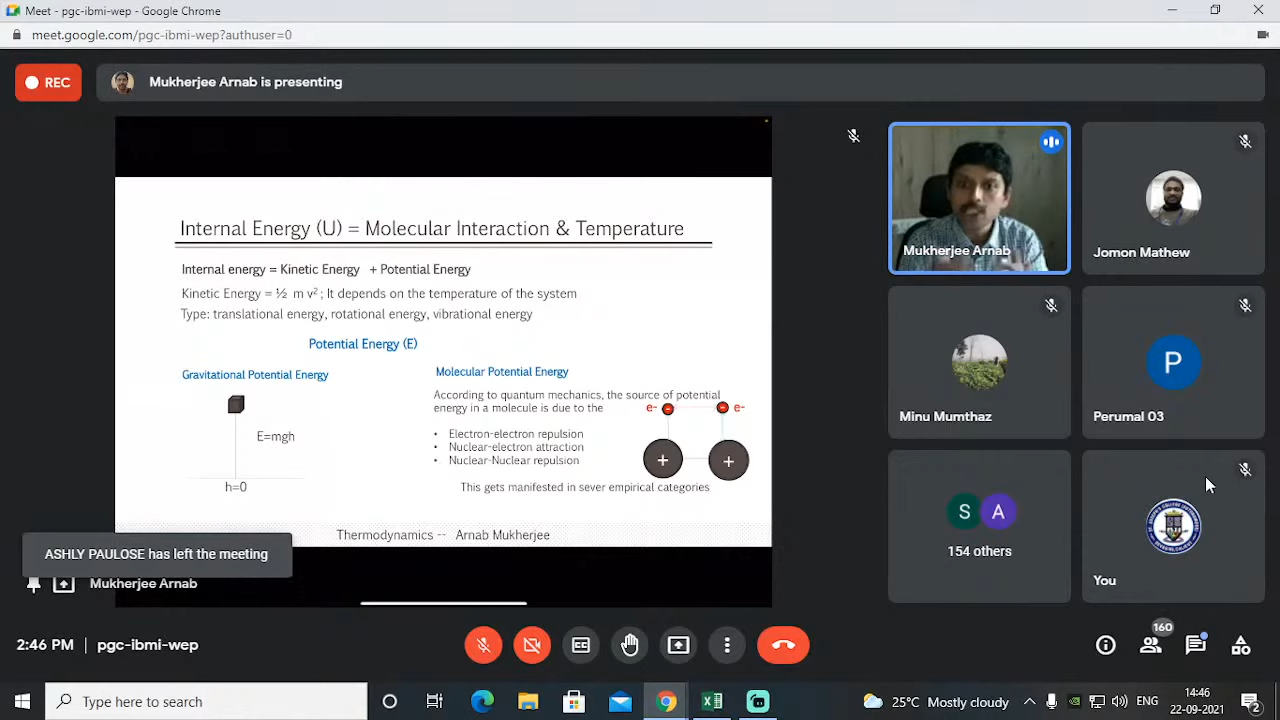 Meet - pgc-ibmi-wep - Google Chrome
meet.google.com/pgc-ibmi-wep?authuser=0
REC
Mukherjee Arnab is presenting
Internal Energy (U) = Molecular Interaction & Temperature
Internal energy = Kinetic Energy + Potential Energy
Kinetic Energy = ½ m v²; It depends on the temperature of the system
Type: translational energy, rotational energy, vibrational energy
Potential Energy (E)
Gravitational Potential Energy
E=mgh
h=0
Molecular Potential Energy
According to quantum mechanics, the source of potential
energy in a molecule is due to the
• Electron-electron repulsion
• Nuclear-electron attraction
• Nuclear-Nuclear repulsion
e- - - e-
+ +
This gets manifested in sever empirical categories
Thermodynamics -- Arnab Mukherjee
ASHLY PAULOSE has left the meeting
Mukherjee Arnab
Mukherjee Arnab
Jomon Mathew
Minu Mumthaz
P
Perumal 03
S A
154 others
You
2:46 PM | pgc-ibmi-wep
160
Type here to search
25°C Mostly cloudy
ENG
14:46
22-09-2021
2